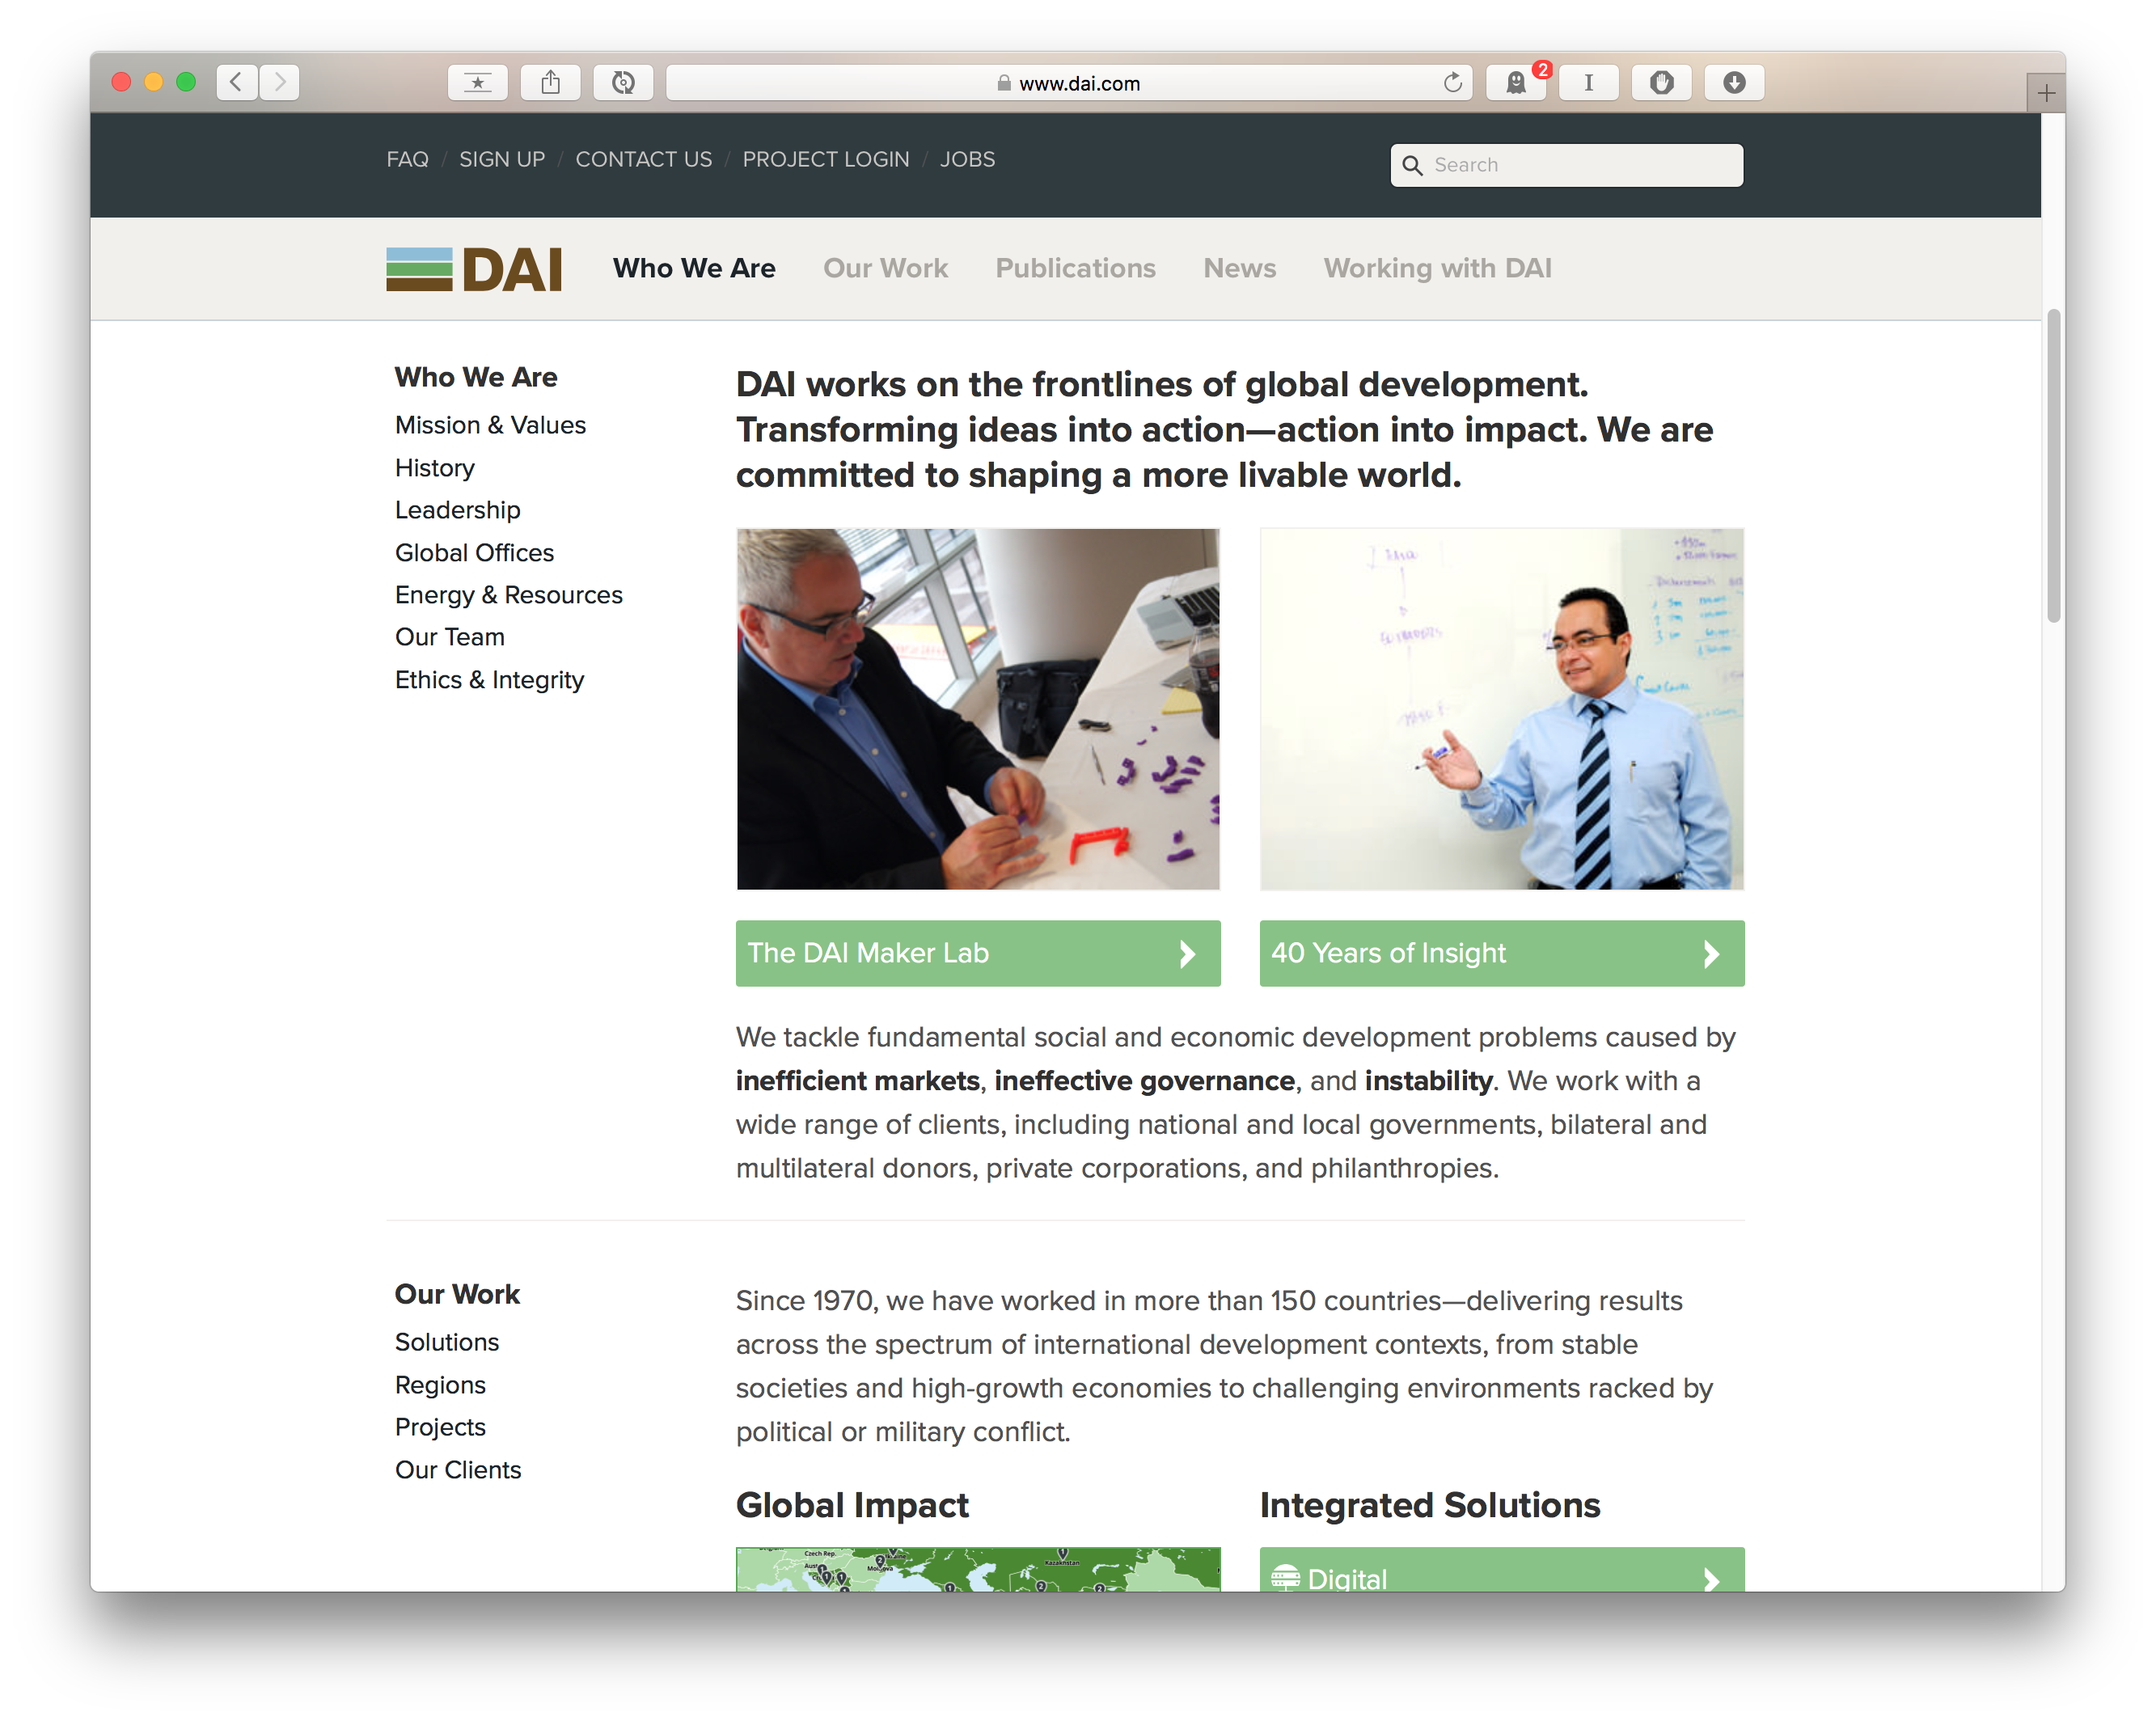 www.dai.com
2
FAQ / SIGN UP / CONTACT US / PROJECT LOGIN / JOBS
Search
DAI
Who We Are
Our Work
Publications
News
Working with DAI
Who We Are
Mission & Values
History
Leadership
Global Offices
Energy & Resources
Our Team
Ethics & Integrity
DAI works on the frontlines of global development.
Transforming ideas into action—action into impact. We are
committed to shaping a more livable world.
The DAI Maker Lab
40 Years of Insight
We tackle fundamental social and economic development problems caused by
inefficient markets, ineffective governance, and instability. We work with a
wide range of clients, including national and local governments, bilateral and
multilateral donors, private corporations, and philanthropies.
Our Work
Solutions
Regions
Projects
Our Clients
Since 1970, we have worked in more than 150 countries—delivering results
across the spectrum of international development contexts, from stable
societies and high-growth economies to challenging environments racked by
political or military conflict.
Global Impact
Czech Rep.
Moldova
Kazakhstan
Integrated Solutions
Digital